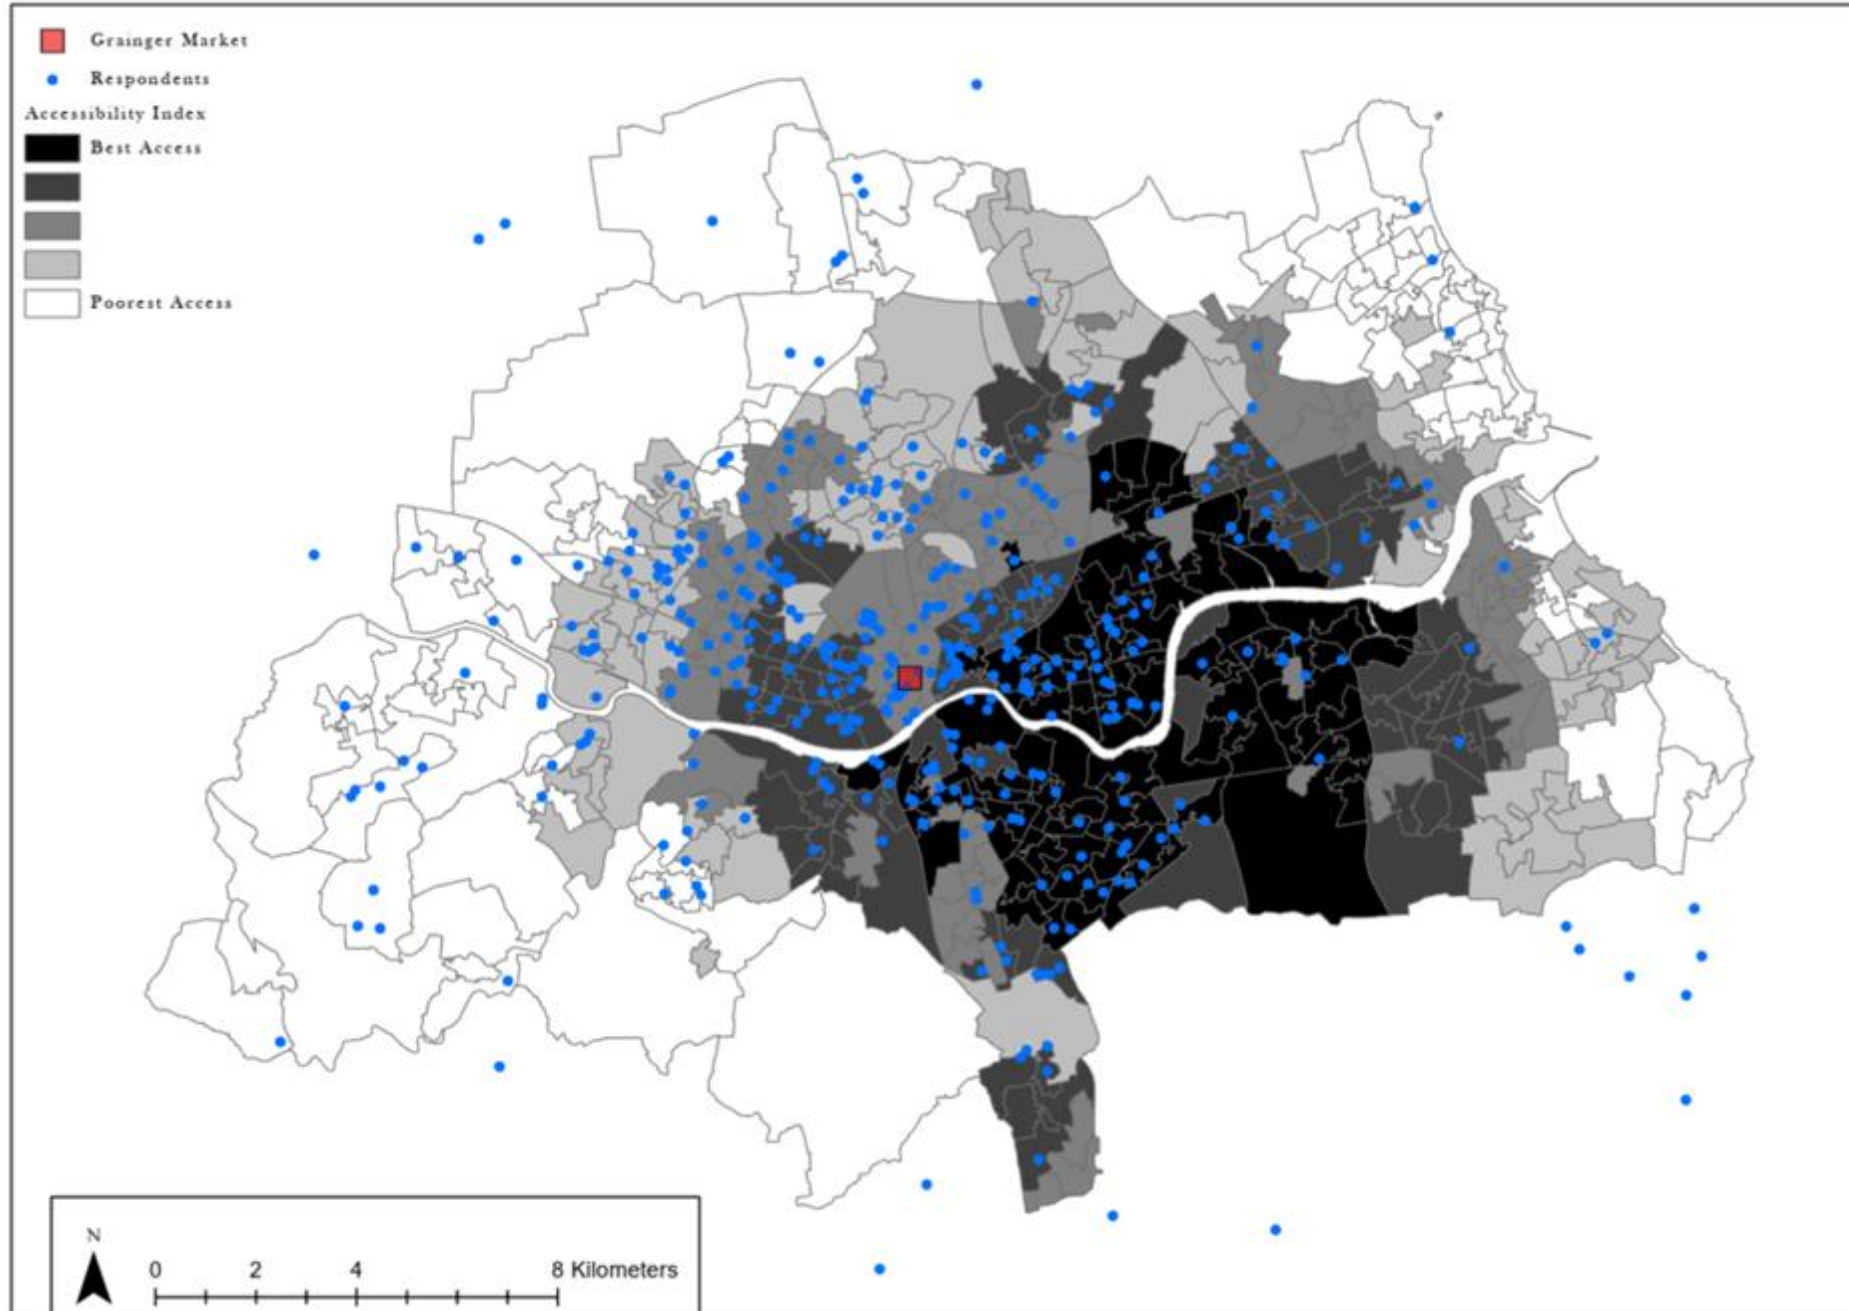 Grainger Market
Respondents
Accessibility Index
Best Access
Poorest Access
N
0 2 4 8 Kilometers